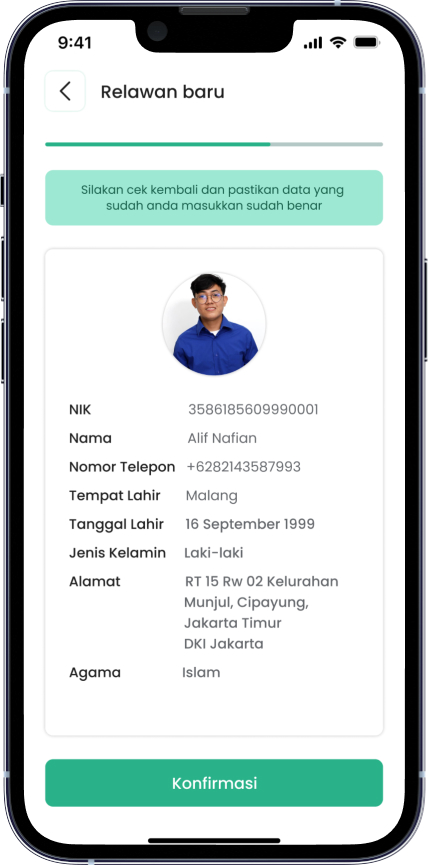 9:41
Relawan baru
Silakan cek kembali dan pastikan data yang
sudah anda masukkan sudah benar
NIK 3586185609990001
Nama Alif Nafian
Nomor Telepon +6282143587993
Tempat Lahir Malang
Tanggal Lahir 16 September 1999
Jenis Kelamin Laki-laki
Alamat RT 15 Rw 02 Kelurahan
Munjul, Cipayung,
Jakarta Timur
DKI Jakarta
Agama Islam
Konfirmasi